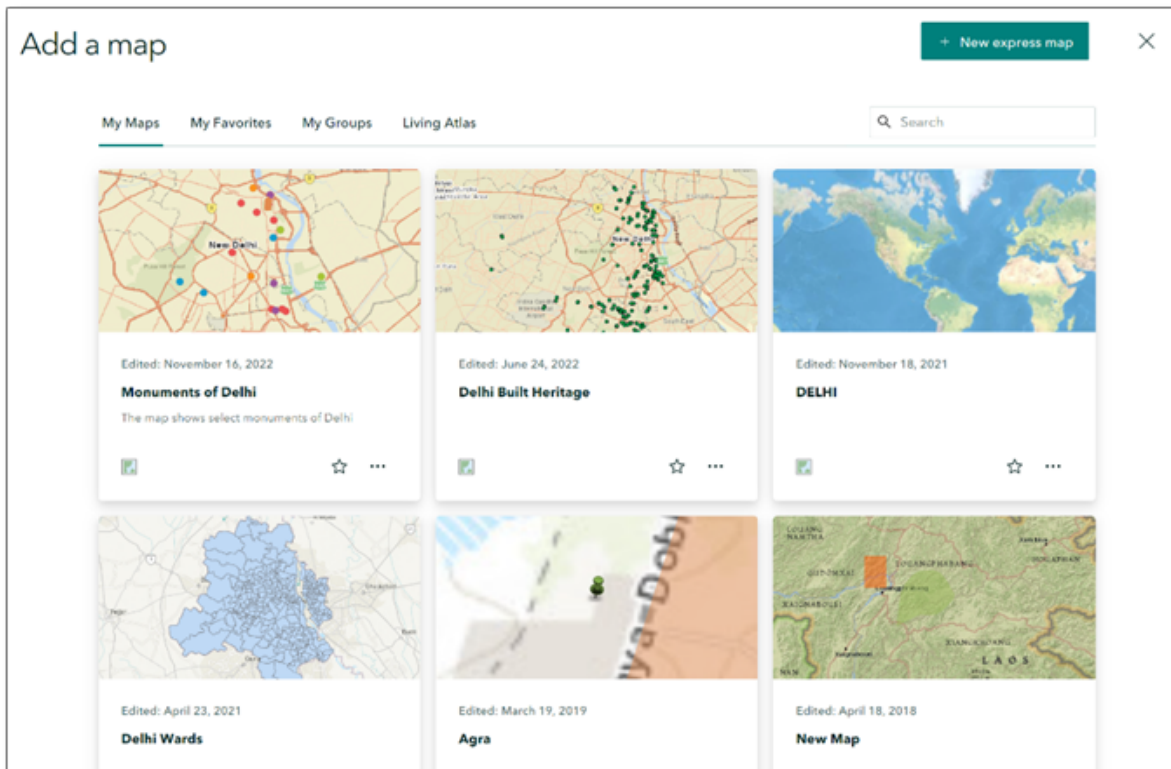 Add a map
+ New express map
My Maps My Favorites My Groups Living Atlas
Search
New Delhi
New Delhi
Edited: November 16, 2022
Monuments of Delhi
The map shows select monuments of Delhi
Edited: June 24, 2022
Delhi Built Heritage
Edited: November 18, 2021
DELHI
LAOS
Edited: April 23, 2021
Delhi Wards
Edited: March 19, 2019
Agra
Edited: April 18, 2018
New Map